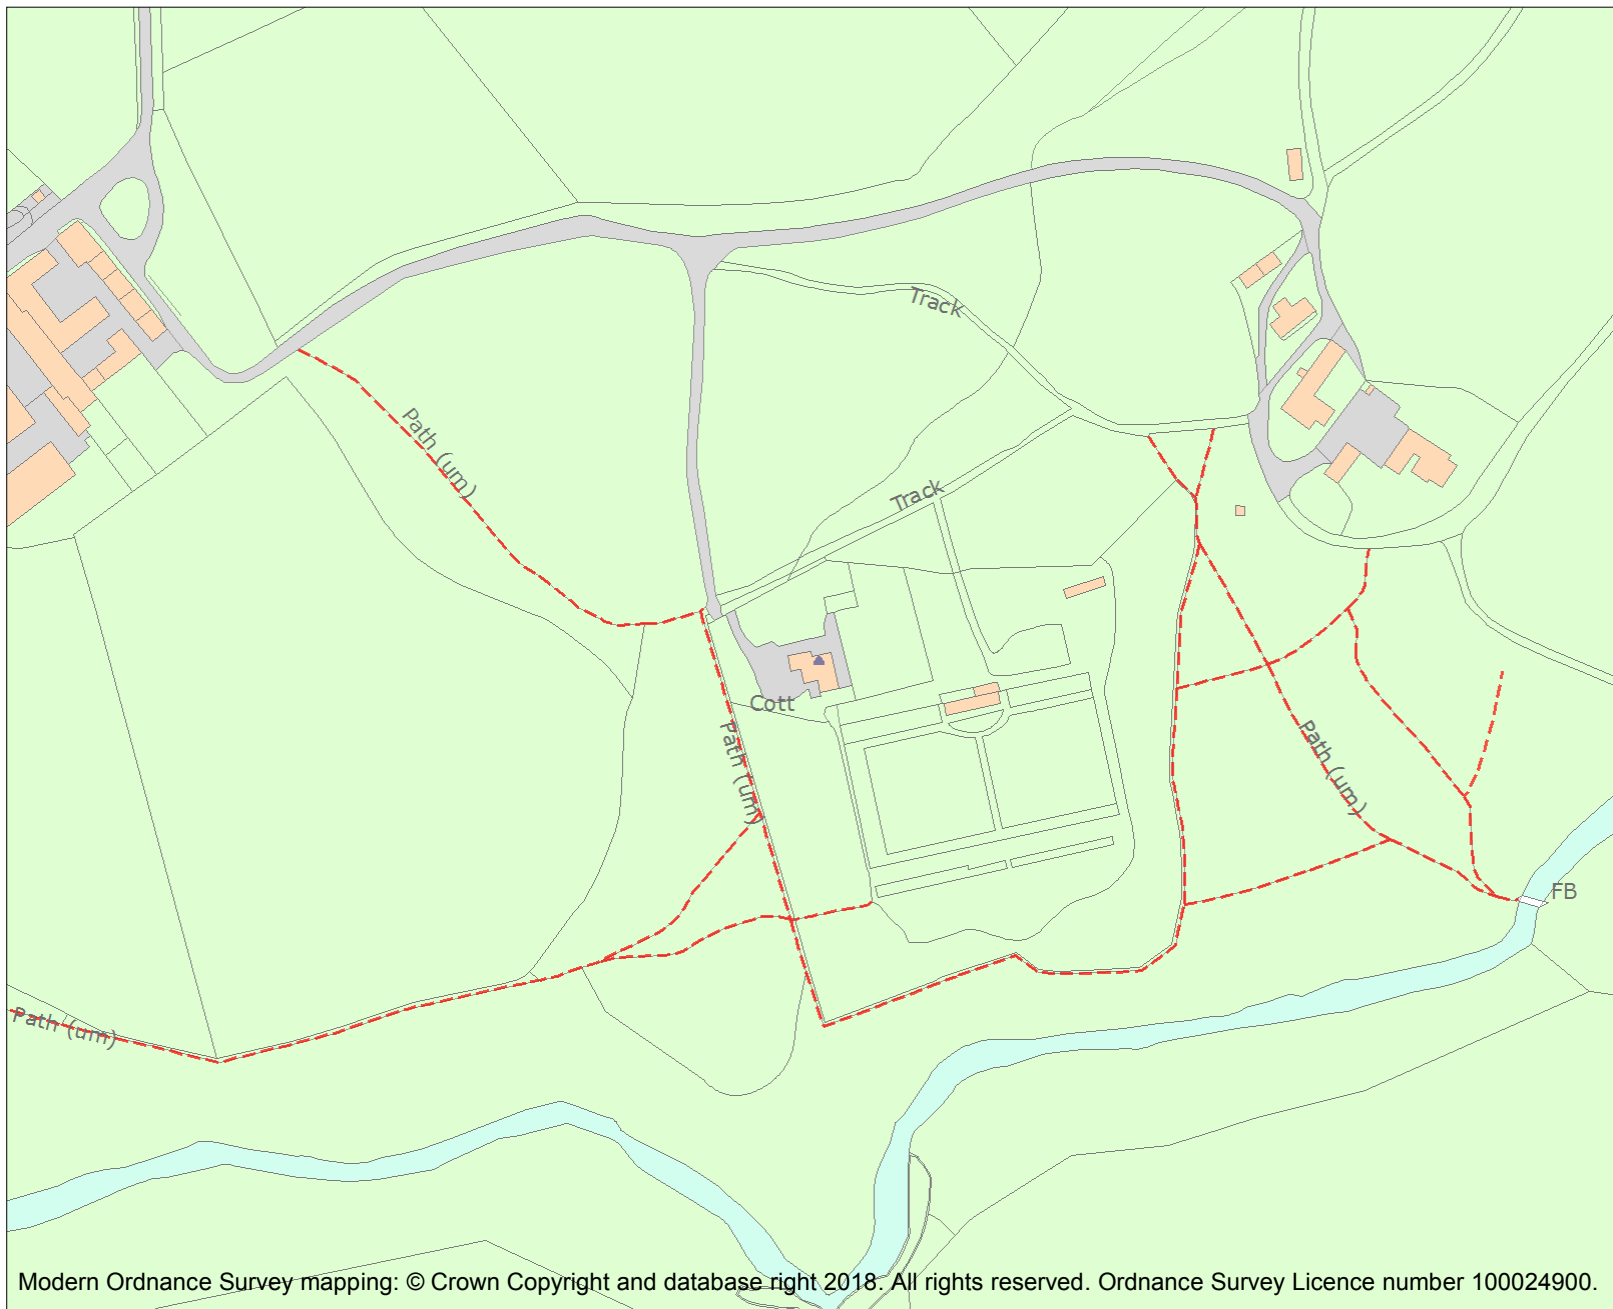 Track
Path (um)
Track
Cott
Path (um)
Path (um)
FB
Path (um)
Modern Ordnance Survey mapping: © Crown Copyright and database right 2018. All rights reserved. Ordnance Survey Licence number 100024900.